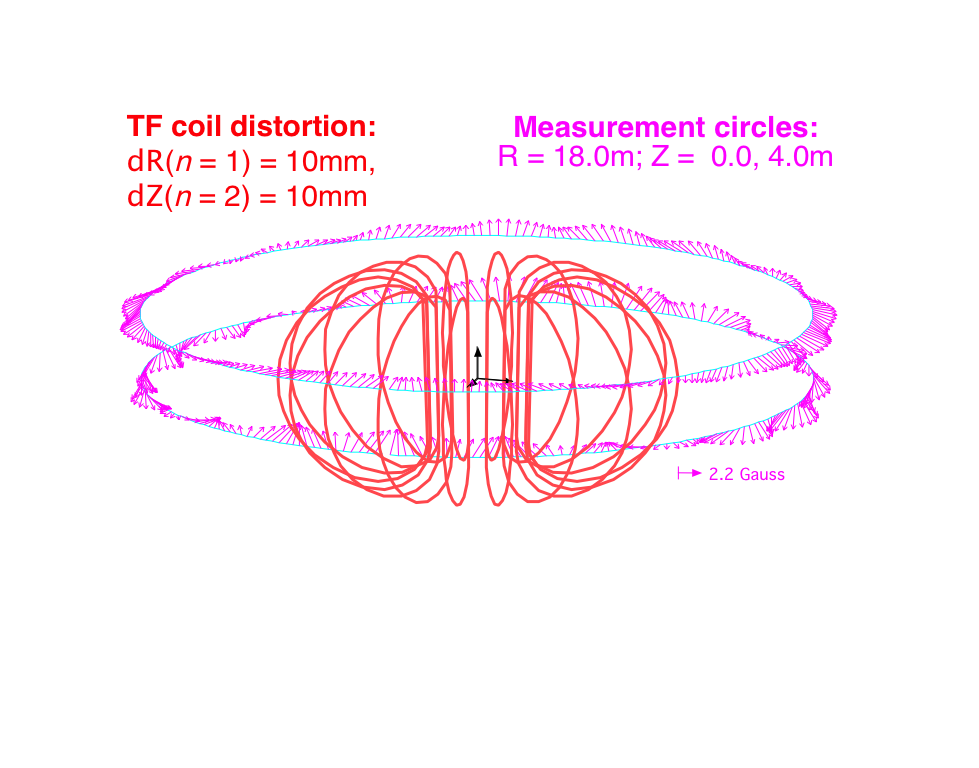 TF coil distortion:
dR(n = 1) = 10mm,
dZ(n = 2) = 10mm
Measurement circles:
R = 18.0m; Z =  0.0, 4.0m
2.2 Gauss